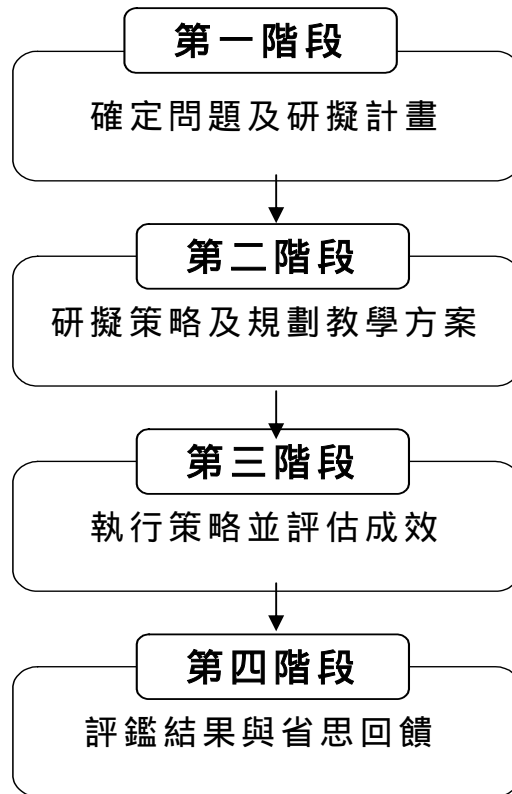 第一階段
確定問題及研擬計畫
第二階段
研擬策略及規劃教學方案
第三階段
執行策略並評估成效
第四階段
評鑑結果與省思回饋